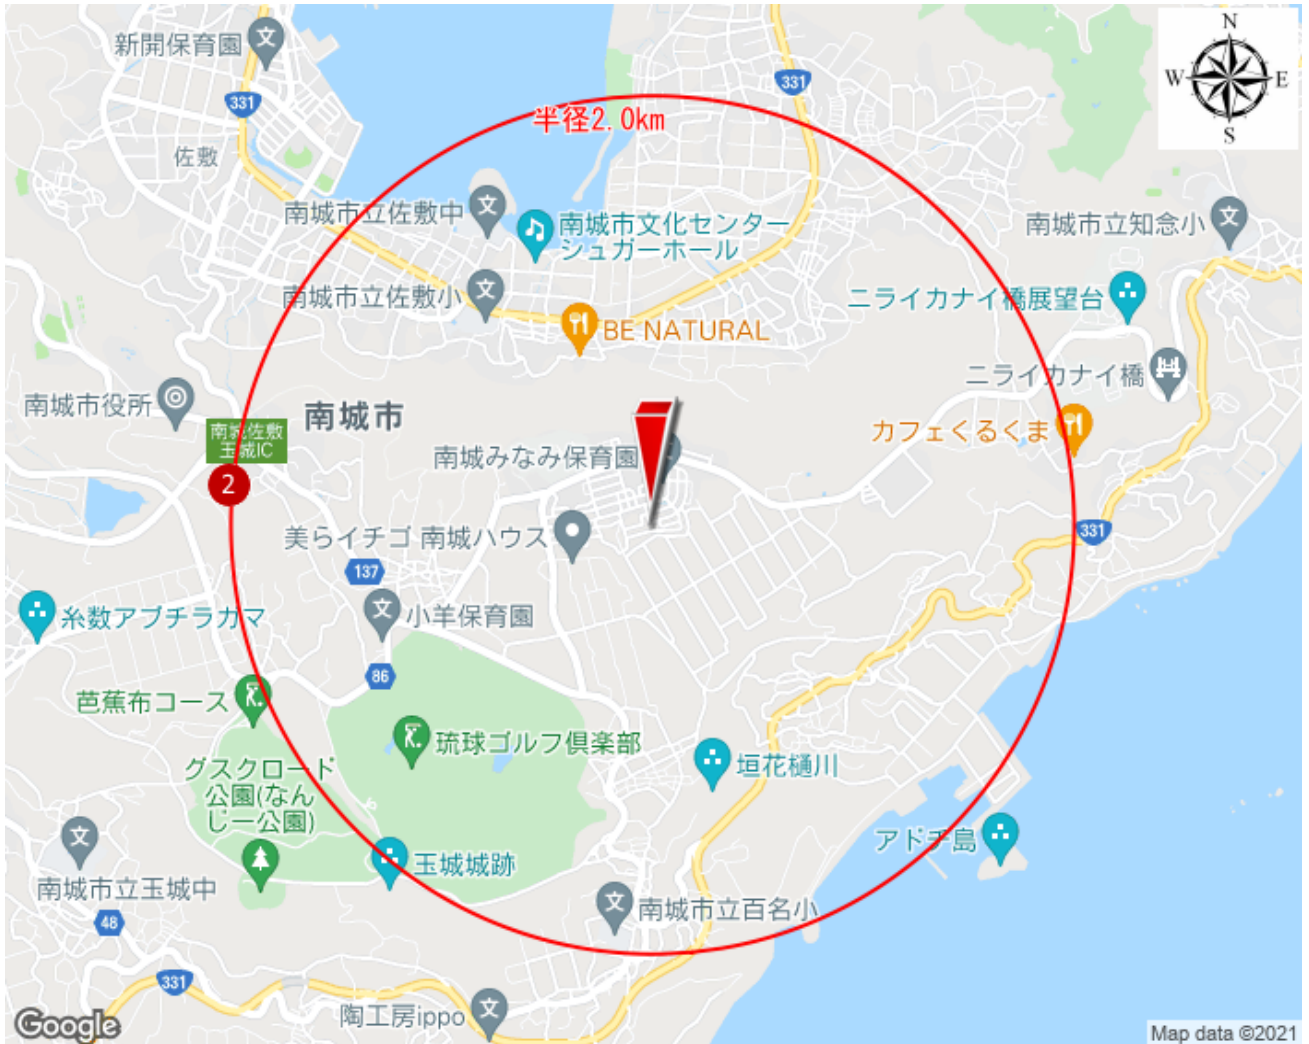 N
W
E
S
新開保育園
331
331
半径2.0km
佐敷
南城市立佐敷中
南城市文化センター
シュガーホール
南城市立知念小
南城市立佐敷小
ニライカナイ橋展望台
BE NATURAL
ニライカナイ橋
南城市役所
南城市
南城佐敷
玉城IC
カフェくるくま
南城みなみ保育園
2
美らイチゴ 南城ハウス
331
137
糸数アブチラガマ
小羊保育園
86
芭蕉布コース
琉球ゴルフ倶楽部
垣花樋川
グスクロード
公園(なん
じー公園)
アドチ島
玉城城跡
南城市立玉城中
南城市立百名小
48
331
陶工房ippo
Google
Map data ©2021